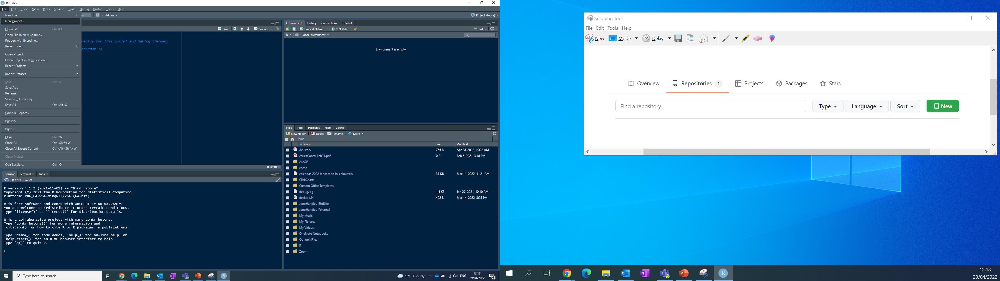 RStudio
File Edit Code View Plots Session Build Debug Profile Tools Help
New File
New Project...
Open File... Ctrl+O
Open File in New Column...
Reopen with Encoding...
Recent Files
Open Project...
Open Project in New Session...
Recent Projects
Import Dataset
Save Ctrl+S
Save As...
Rename
Save with Encoding...
Save All Ctrl+Alt+S
Compile Report...
Publish...
Print...
Close Ctrl+W
Close All Ctrl+Shift+W
Close All Except Current Ctrl+Alt+Shift+W
Close Project
Quit Session... Ctrl+Q
Addins
Project: (None)
Run Source
rectly for this script and making changes.
nternet :)
R Script
Console Terminal Jobs
R 4.1.2 · ~/
R version 4.1.2 (2021-11-01) -- "Bird Hippie"
Copyright (C) 2021 The R Foundation for Statistical Computing
Platform: x86_64-w64-mingw32/x64 (64-bit)
R is free software and comes with ABSOLUTELY NO WARRANTY.
You are welcome to redistribute it under certain conditions.
Type 'license()' or 'licence()' for distribution details.
R is a collaborative project with many contributors.
Type 'contributors()' for more information and
'citation()' on how to cite R or R packages in publications.
Type 'demo()' for some demos, 'help()' for on-line help, or
'help.start()' for an HTML browser interface to help.
Type 'q()' to quit R.
>
Environment History Connections Tutorial
Import Dataset 109 MiB List
R Global Environment
Environment is empty
Files Plots Packages Help Viewer
New Folder Delete Rename More
Home ...
Name Size Modified
.Rhistory 766 B Apr 28, 2022, 10:22 AM
AfricaCoord_Feb21.pdf 0 B Feb 5, 2021, 3:48 PM
ArcGIS
cache
calendar-2022-landscape-in-colour.xlsx 31 KB Mar 11, 2022, 11:21 AM
ClickCharts
Custom Office Templates
debug.log 1.4 KB Jan 27, 2021, 10:10 AM
desktop.ini 402 B Mar 14, 2022, 3:25 PM
JonoHandley_BirdLife
JonoHandley_Personal
My Music
My Pictures
My Videos
OneNote Notebooks
Outlook Files
R
Zoom
Type here to search
9°C Cloudy ENG 12:18
29/04/2022 21
Snipping Tool
File Edit Tools Help
New Mode Delay
Overview Repositories 1 Projects Packages Stars
Find a repository... Type Language Sort New
12:18
29/04/2022